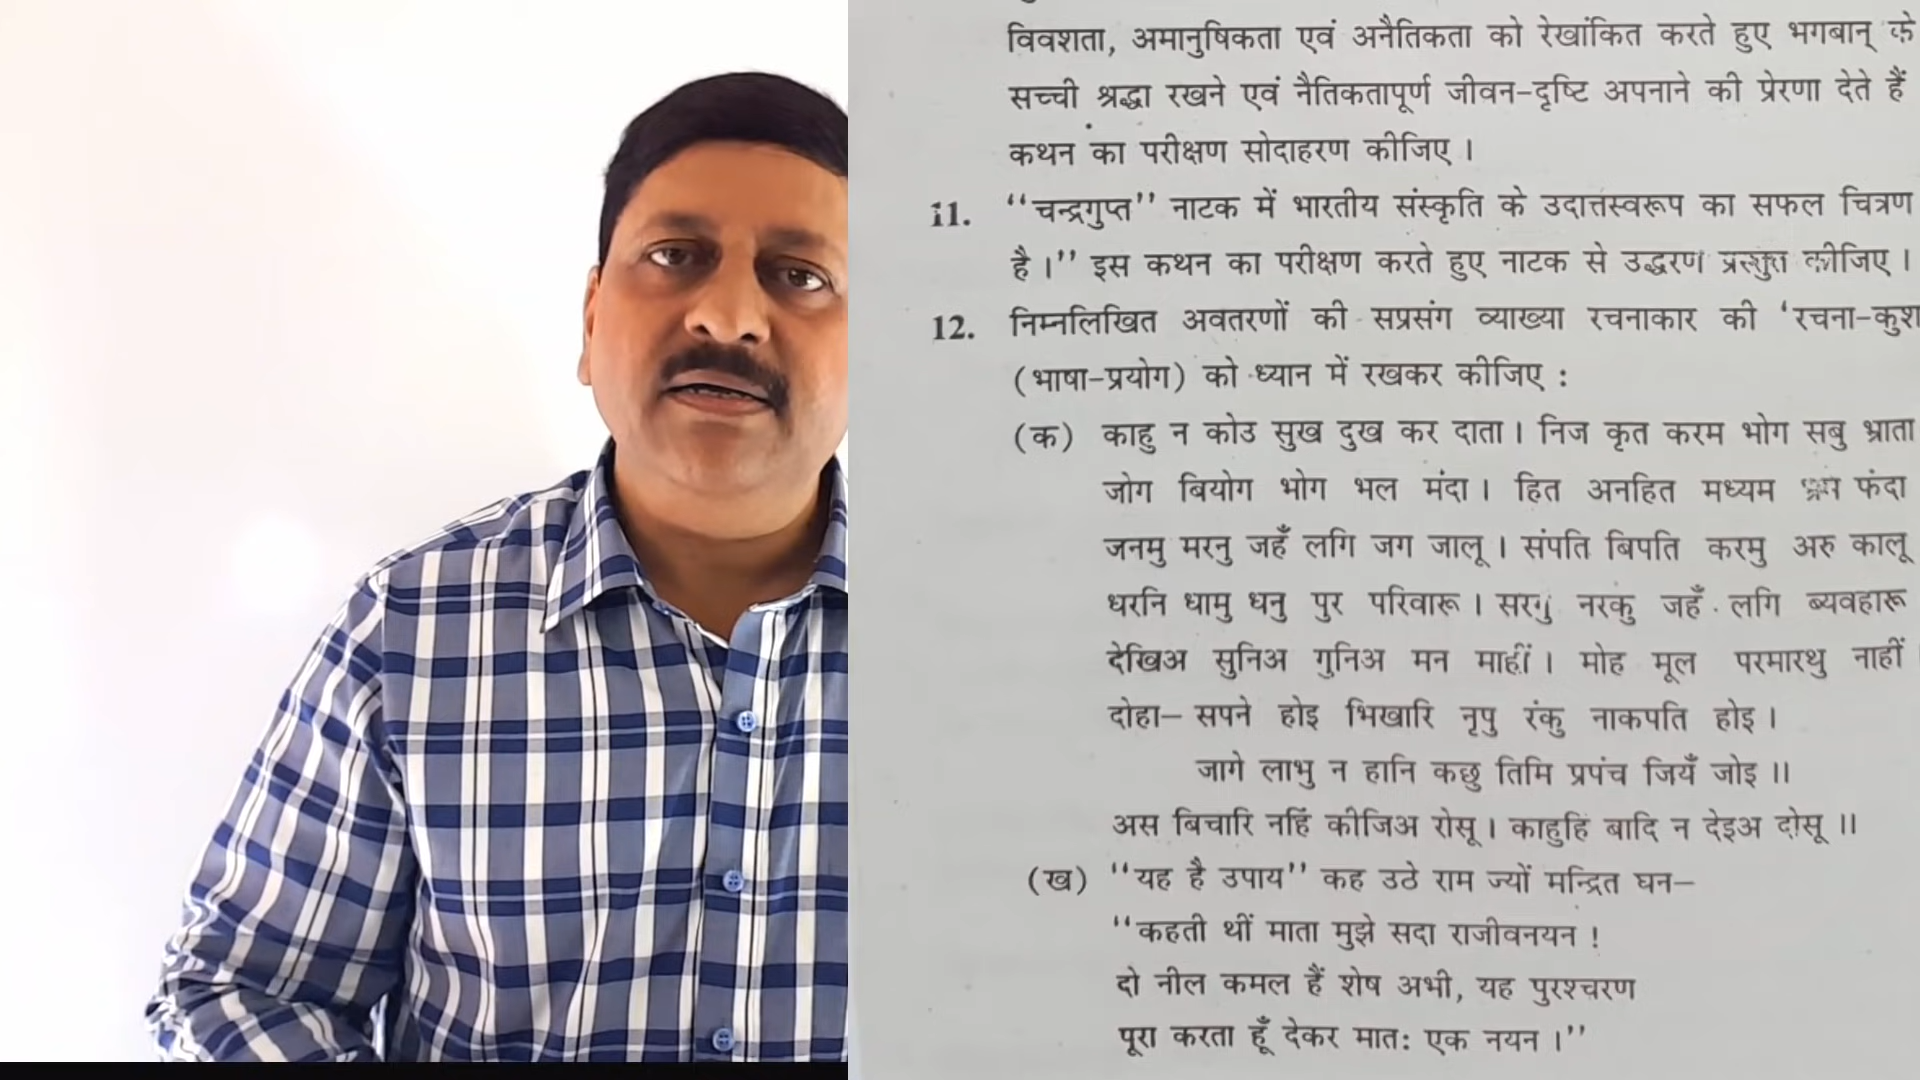 विवशता, अमानुषिकता एवं अनैतिकता को रेखांकित करते हुए भगबान् के
सच्ची श्रद्धा रखने एवं नैतिकतापूर्ण जीवन-दृष्टि अपनाने की प्रेरणा देते हैं
कथन का परीक्षण सोदाहरण कीजिए ।
11. ‘‘चन्द्रगुप्त’’ नाटक में भारतीय संस्कृति के उदात्तस्वरूप का सफल चित्रण
है ।’’ इस कथन का परीक्षण करते हुए नाटक से उद्धरण प्रस्तुत कीजिए ।
12. निम्नलिखित अवतरणों की सप्रसंग व्याख्या रचनाकार की ‘रचना-कुश
(भाषा-प्रयोग) को ध्यान में रखकर कीजिए :
(क) काहु न कोउ सुख दुख कर दाता । निज कृत करम भोग सबु भ्राता
जोग बियोग भोग भल मंदा । हित अनहित मध्यम भ्रम फंदा
जनमु मरनु जहँ लगि जग जालू । संपति बिपति करमु अरु कालू
धरनि धामु धनु पुर परिवारू । सरगु नरकु जहँ लगि ब्यवहारू
देखिअ सुनिअ गुनिअ मन माहीं । मोह मूल परमारथु नाहीं ।
दोहा– सपने होइ भिखारि नृपु रंकु नाकपति होइ ।
जागे लाभु न हानि कछु तिमि प्रपंच जियँ जोइ ॥
अस बिचारि नहिं कीजिअ रोसू । काहुहि बादि न देइअ दोसू ॥
(ख) ‘‘यह है उपाय’’ कह उठे राम ज्यों मन्द्रित घन–
‘‘कहती थीं माता मुझे सदा राजीवनयन !
दो नील कमल हैं शेष अभी, यह पुरश्चरण
पूरा करता हूँ देकर मातः एक नयन ।’’